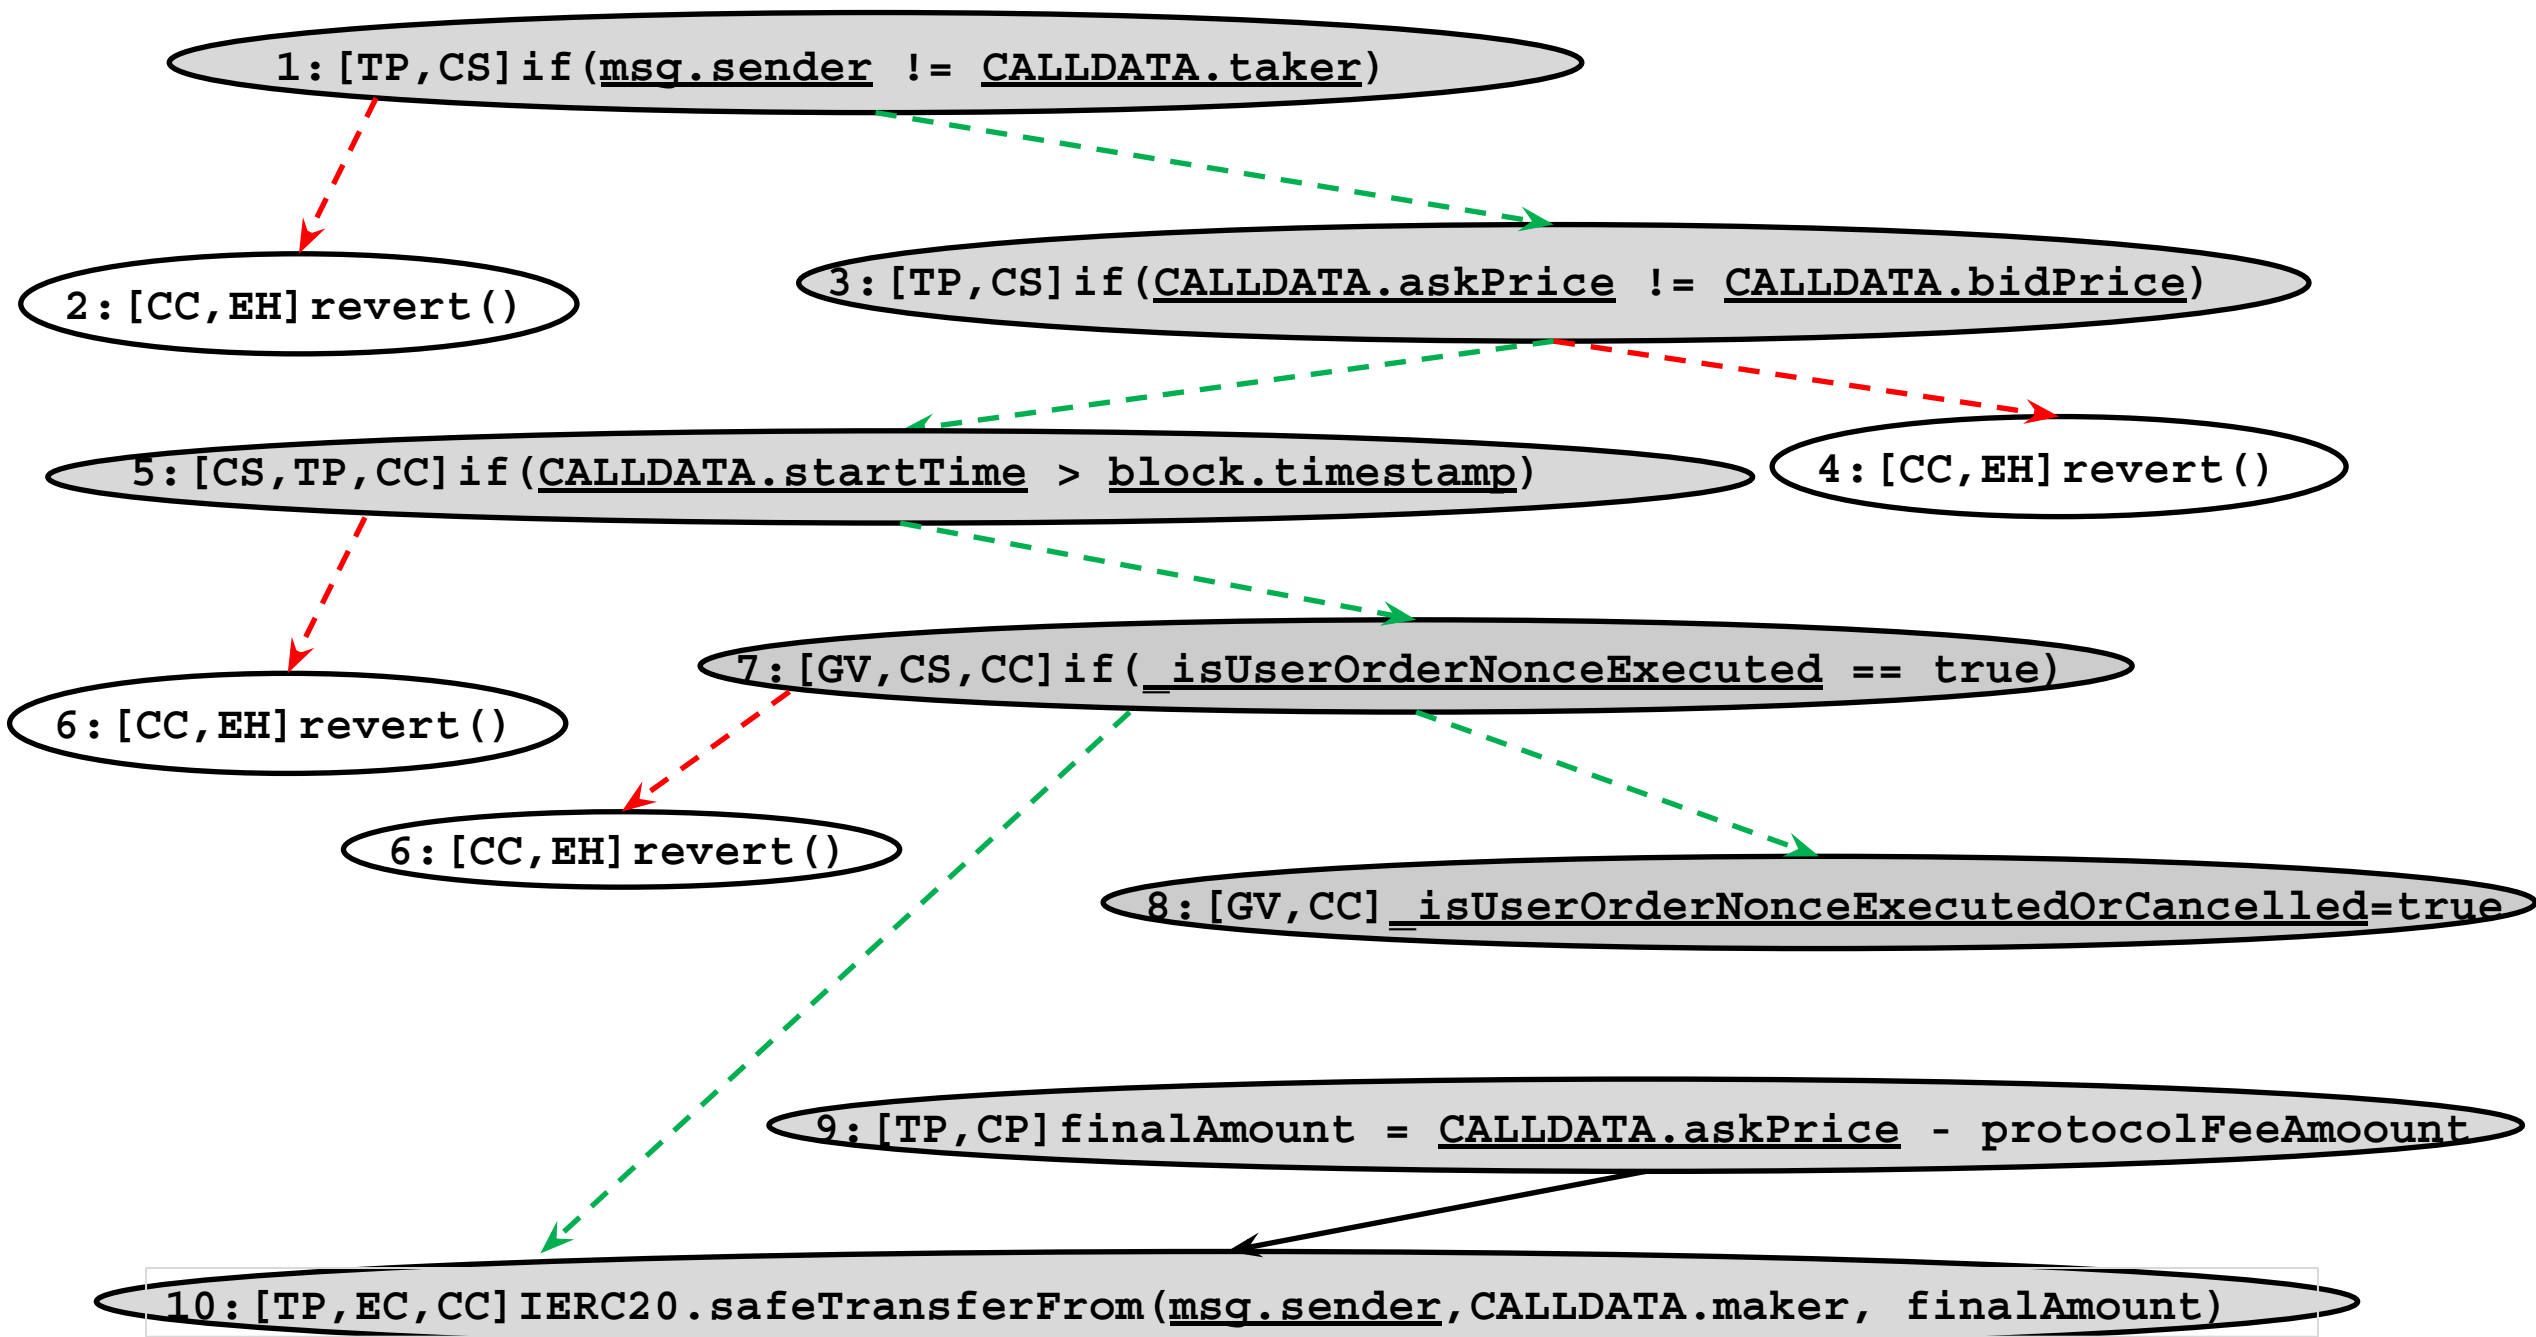 1:[TP,CS]if(msg.sender != CALLDATA.taker)
2:[CC,EH]revert()
3:[TP,CS]if(CALLDATA.askPrice != CALLDATA.bidPrice)
4:[CC,EH]revert()
5:[CS,TP,CC]if(CALLDATA.startTime > block.timestamp)
6:[CC,EH]revert()
7:[GV,CS,CC]if(_isUserOrderNonceExecuted == true)
6:[CC,EH]revert()
8:[GV,CC]_isUserOrderNonceExecutedOrCancelled=true
9:[TP,CP]finalAmount = CALLDATA.askPrice - protocolFeeAmoount
10:[TP,EC,CC]IERC20.safeTransferFrom(msg.sender,CALLDATA.maker, finalAmount)